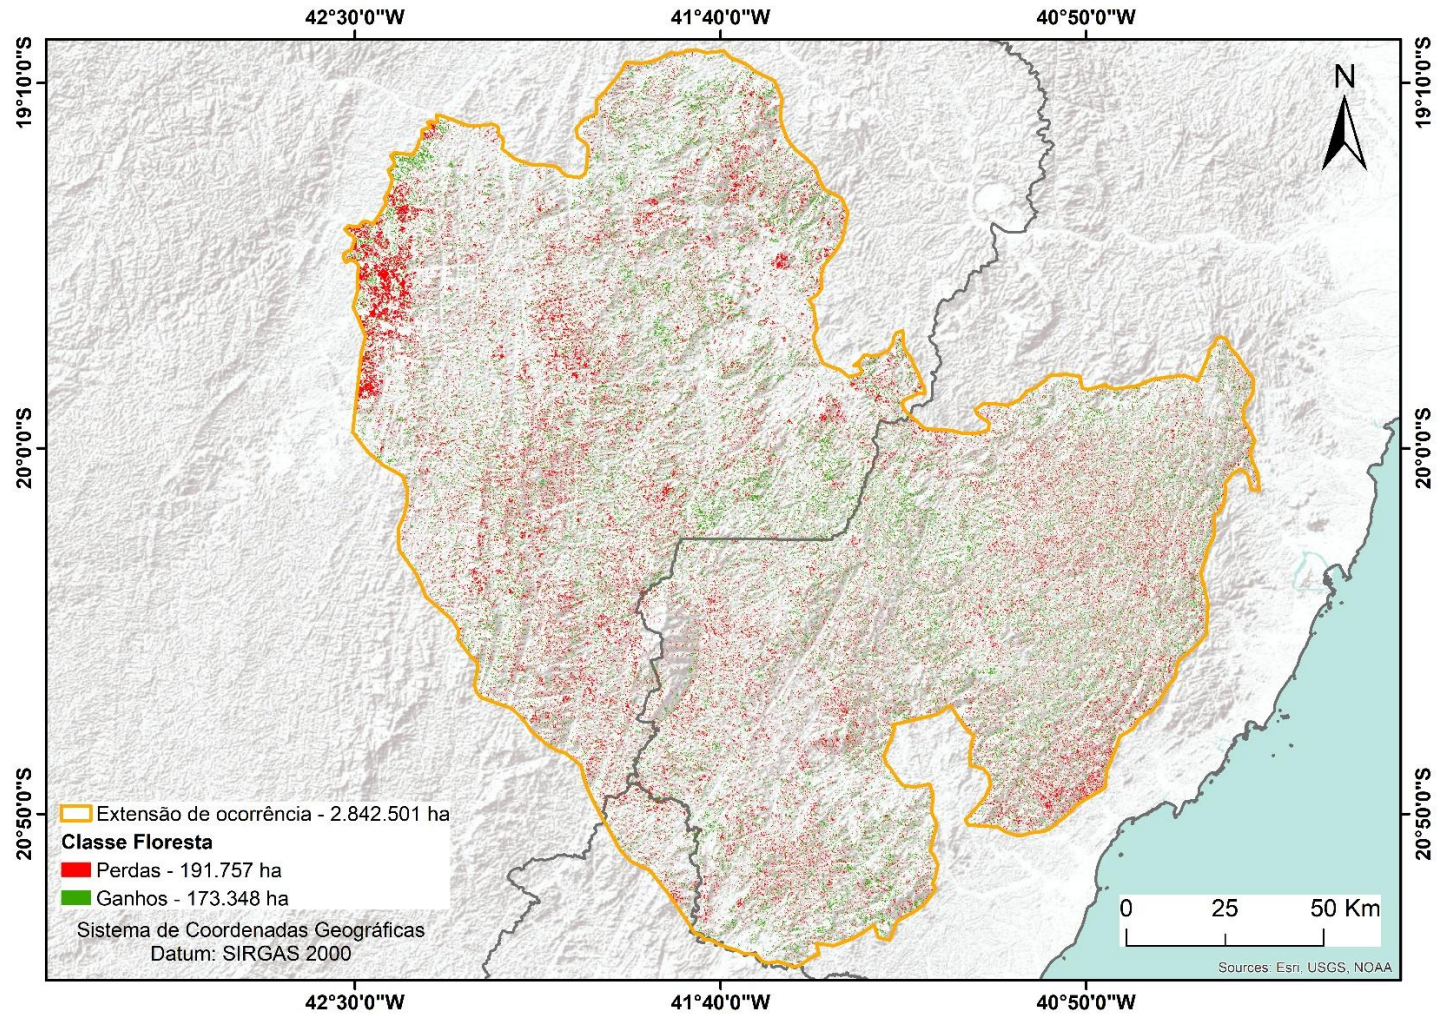 42°30'0"W 41°40'0"W 40°50'0"W
19°10'0"S 19°10'0"S
N
20°0'0"S 20°0'0"S
20°50'0"S 20°50'0"S
Extensão de ocorrência - 2.842.501 ha
Classe Floresta
Perdas - 191.757 ha
Ganhos - 173.348 ha
Sistema de Coordenadas Geográficas
Datum: SIRGAS 2000
0 25 50 Km
Sources: Esri, USGS, NOAA
42°30'0"W 41°40'0"W 40°50'0"W